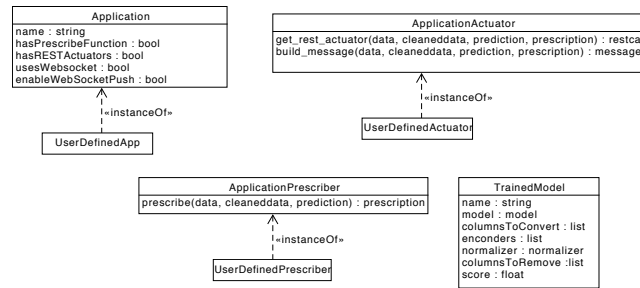 Application
name : string
hasPrescribeFunction : bool
hasRESTActuators : bool
usesWebsocket : bool
enableWebSocketPush : bool
«instanceOf»
UserDefinedApp
ApplicationActuator
get_rest_actuator(data, cleaneddata, prediction, prescription) : restca
build_message(data, cleaneddata, prediction, prescription) : message
«instanceOf»
UserDefinedActuator
ApplicationPrescriber
prescribe(data, cleaneddata, prediction) : prescription
«instanceOf»
UserDefinedPrescriber
TrainedModel
name : string
model : model
columnsToConvert : list
enconders : list
normalizer : normalizer
columnsToRemove :list
score : float